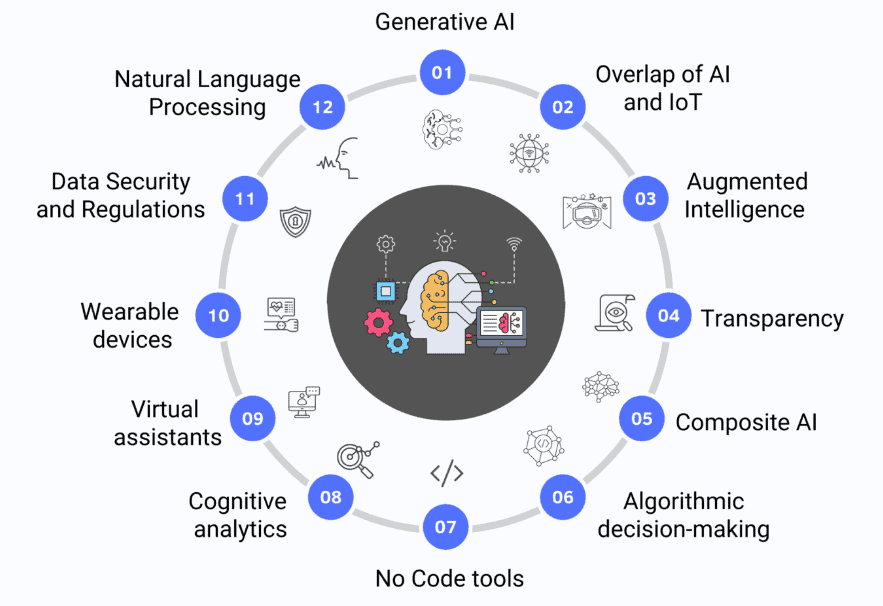 Generative AI
01
Overlap of AI
and IoT
02
Augmented
Intelligence
03
Transparency
04
Composite AI
05
Algorithmic
decision-making
06
No Code tools
07
Cognitive
analytics
08
Virtual
assistants
09
Wearable
devices
10
Data Security
and Regulations
11
Natural Language
Processing
12